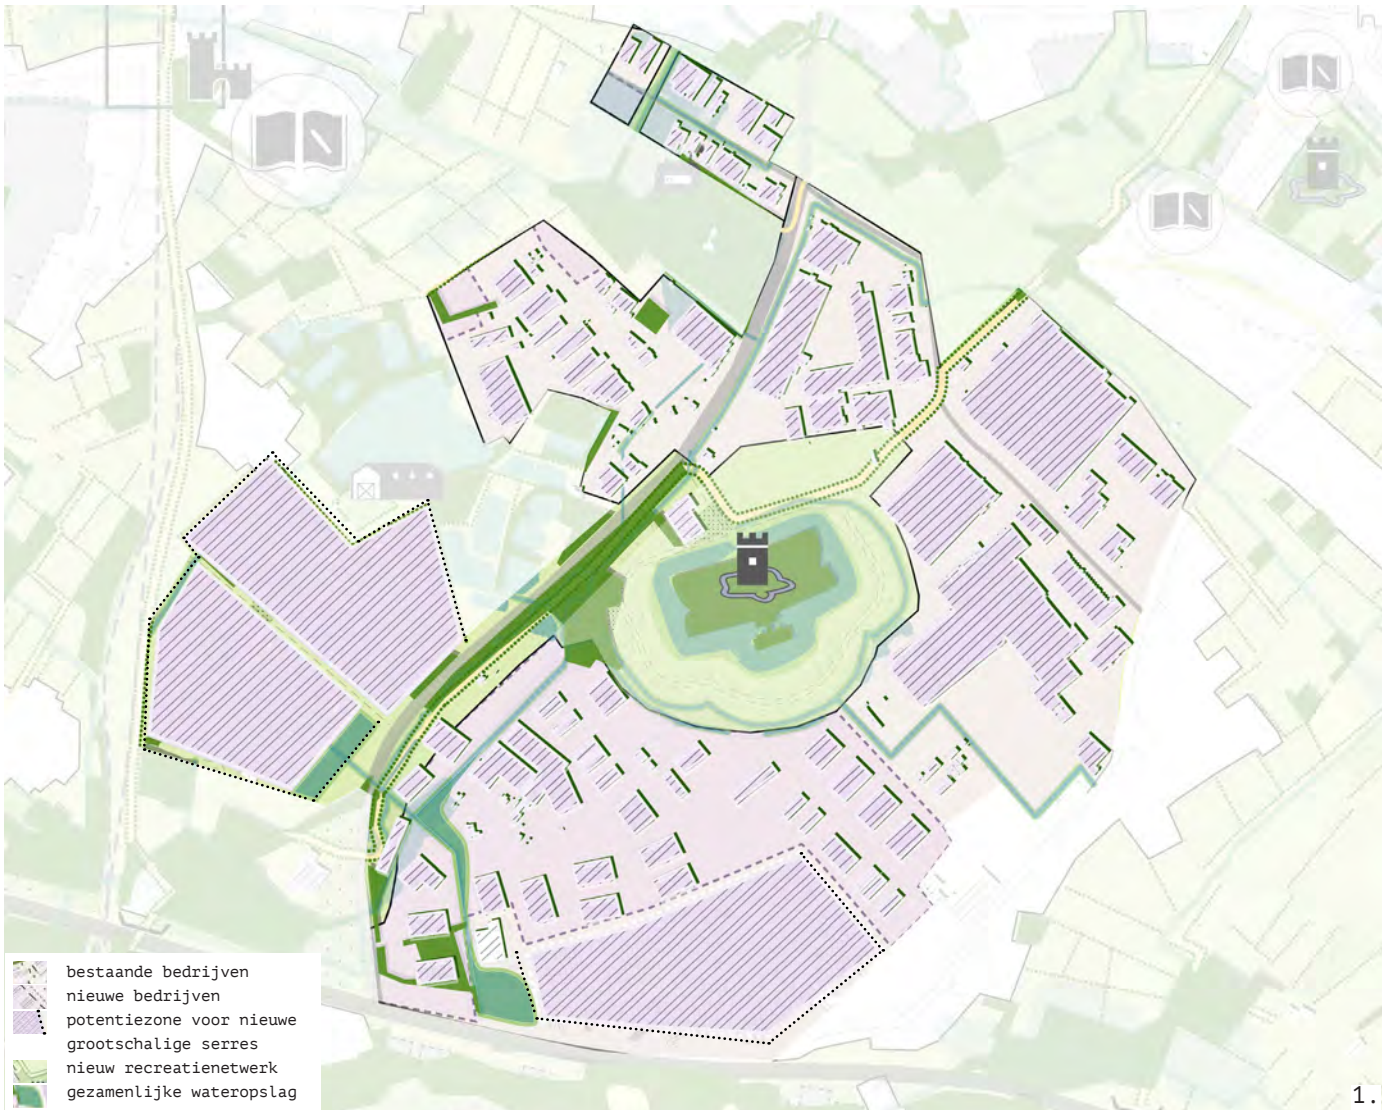 bestaande bedrijven
nieuwe bedrijven
potentiezone voor nieuwe
grootschalige serres
nieuw recreatienetwerk
gezamenlijke wateropslag
1.